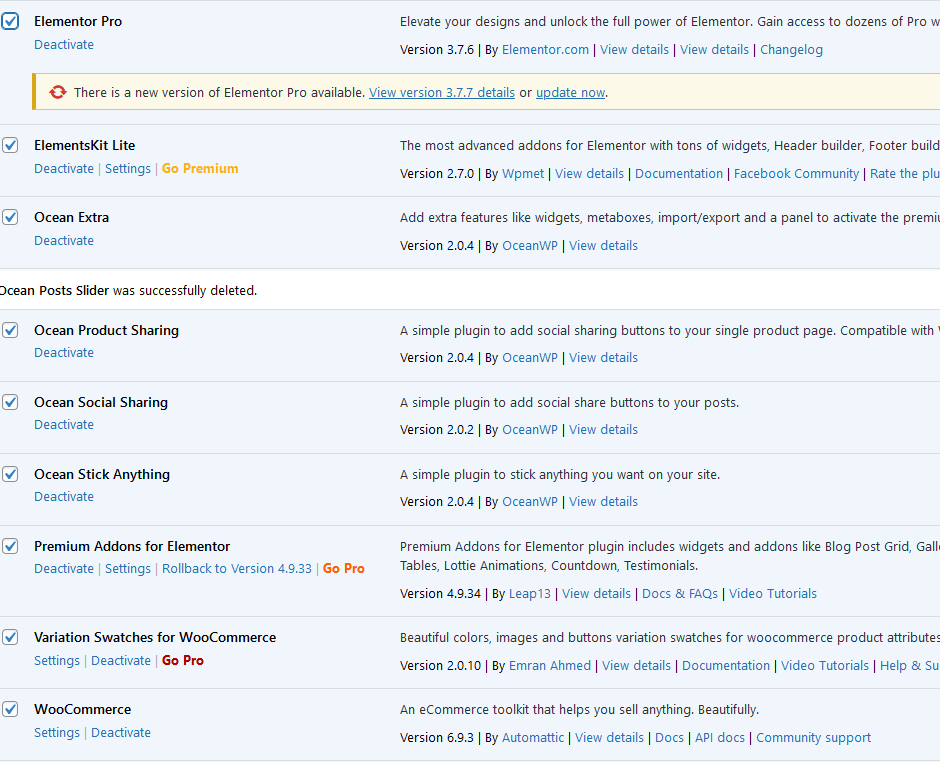 Elementor Pro
Elevate your designs and unlock the full power of Elementor. Gain access to dozens of Pro w
Deactivate
Version 3.7.6 | By Elementor.com | View details | View details | Changelog
There is a new version of Elementor Pro available. View version 3.7.7 details or update now.
ElementsKit Lite
The most advanced addons for Elementor with tons of widgets, Header builder, Footer build
Deactivate | Settings | Go Premium
Version 2.7.0 | By Wpmet | View details | Documentation | Facebook Community | Rate the plu
Ocean Extra
Add extra features like widgets, metaboxes, import/export and a panel to activate the premiu
Deactivate
Version 2.0.4 | By OceanWP | View details
Ocean Posts Slider was successfully deleted.
Ocean Product Sharing
A simple plugin to add social sharing buttons to your single product page. Compatible with
Deactivate
Version 2.0.4 | By OceanWP | View details
Ocean Social Sharing
A simple plugin to add social share buttons to your posts.
Deactivate
Version 2.0.2 | By OceanWP | View details
Ocean Stick Anything
A simple plugin to stick anything you want on your site.
Deactivate
Version 2.0.4 | By OceanWP | View details
Premium Addons for Elementor
Premium Addons for Elementor plugin includes widgets and addons like Blog Post Grid, Galle
Deactivate | Settings | Rollback to Version 4.9.33 | Go Pro
Tables, Lottie Animations, Countdown, Testimonials.
Version 4.9.34 | By Leap13 | View details | Docs & FAQs | Video Tutorials
Variation Swatches for WooCommerce
Beautiful colors, images and buttons variation swatches for woocommerce product attributes
Settings | Deactivate | Go Pro
Version 2.0.10 | By Emran Ahmed | View details | Documentation | Video Tutorials | Help & Su
WooCommerce
An eCommerce toolkit that helps you sell anything. Beautifully.
Settings | Deactivate
Version 6.9.3 | By Automattic | View details | Docs | API docs | Community support